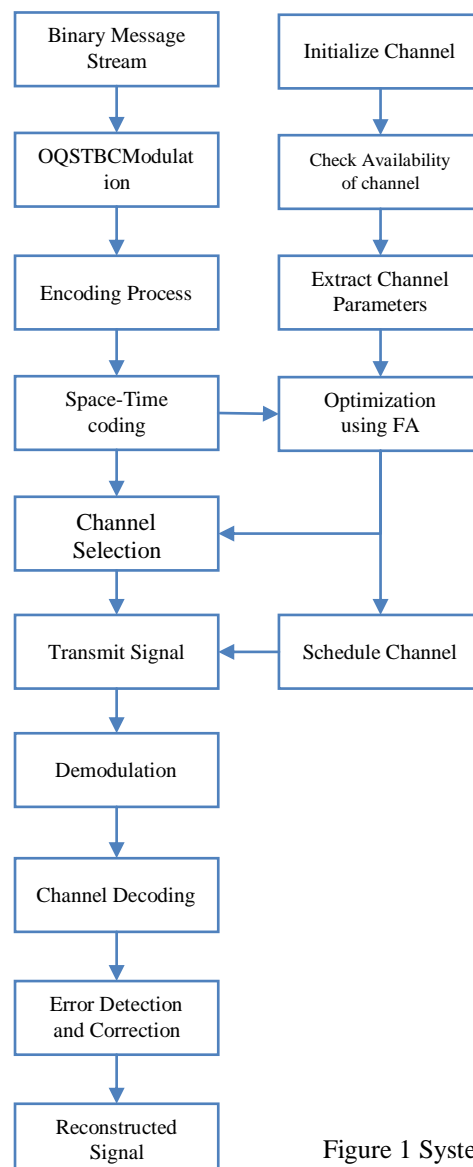 Binary Message
Stream
OQSTBCModulat
ion
Encoding Process
Space-Time
coding
Channel
Selection
Transmit Signal
Demodulation
Channel Decoding
Error Detection
and Correction
Reconstructed
Signal
Initialize Channel
Check Availability
of channel
Extract Channel
Parameters
Optimization
using FA
Schedule Channel
Figure 1 Syste